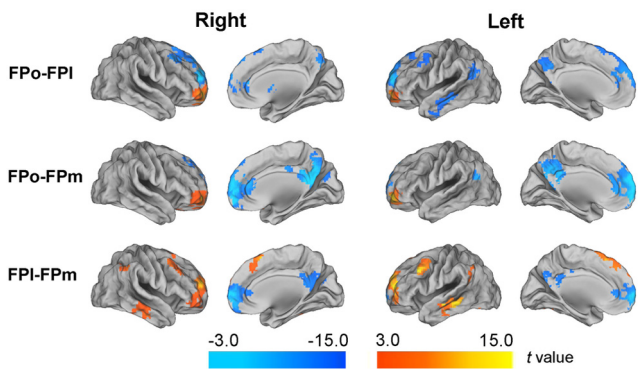 Right Left
FPo-FPl
FPo-FPm
FPl-FPm
-3.0 -15.0 3.0 15.0
t value